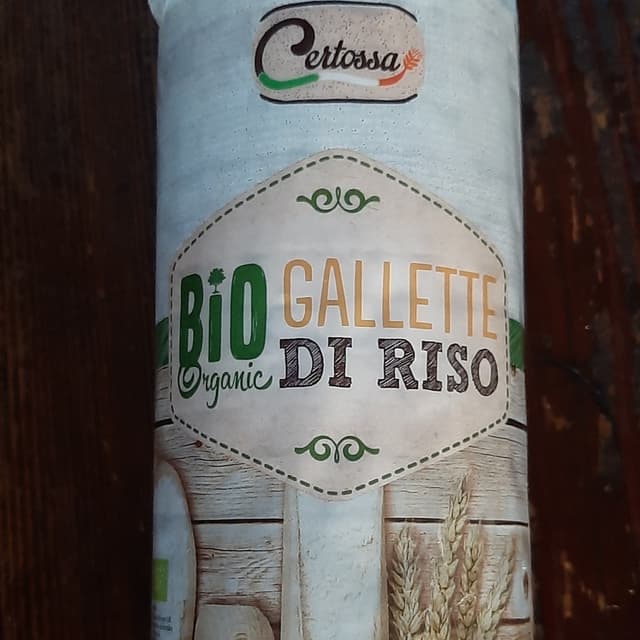 Certossa
BiO GALLETTE
Organic DI RISO